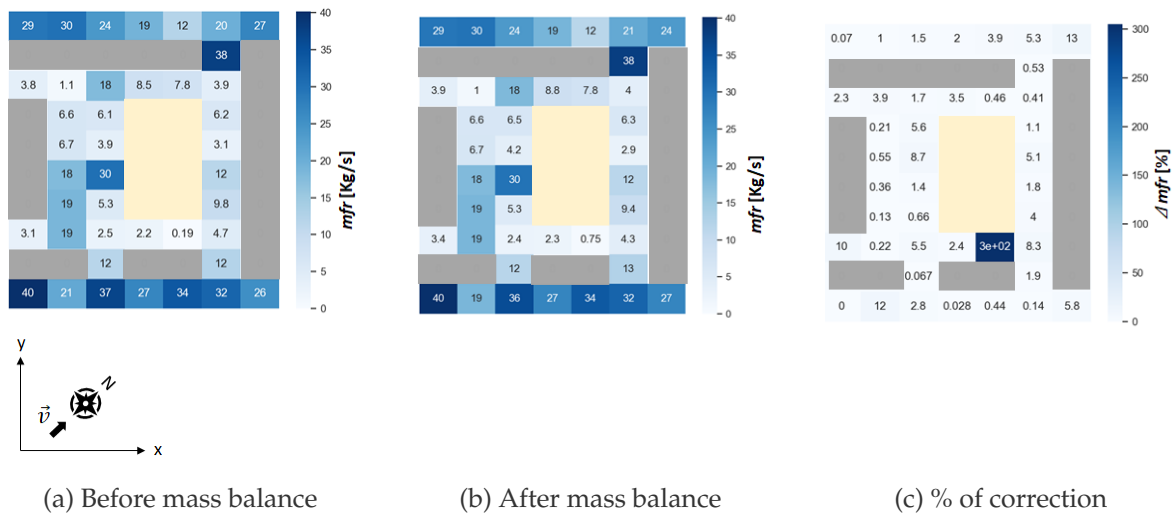 29 30 24 19 12 20 27
38
3.8 1.1 18 8.5 7.8 3.9
6.6 6.1 6.2
6.7 3.9 3.1
18 30 12
19 5.3 9.8
3.1 19 2.5 2.2 0.19 4.7
12 12
40 21 37 27 34 32 26
40
35
30
25
20
15
10
5
0
mfr [Kg/s]
29 30 24 19 12 21 24
38
3.9 1 18 8.8 7.8 4
6.6 6.5 6.3
6.7 4.2 2.9
18 30 12
19 5.3 9.4
3.4 19 2.4 2.3 0.75 4.3
12 13
40 19 36 27 34 32 27
40
35
30
25
20
15
10
5
0
mfr [Kg/s]
0.07 1 1.5 2 3.9 5.3 13
0.53
2.3 3.9 1.7 3.5 0.46 0.41
0.21 5.6 1.1
0.55 8.7 5.1
0.36 1.4 1.8
0.13 0.66 4
10 0.22 5.5 2.4 3e+02 8.3
0.067 1.9
0 12 2.8 0.028 0.44 0.14 5.8
300
250
200
150
100
50
0
Δ mfr [%]
y
N
v⃗
x
(a) Before mass balance
(b) After mass balance
(c) % of correction